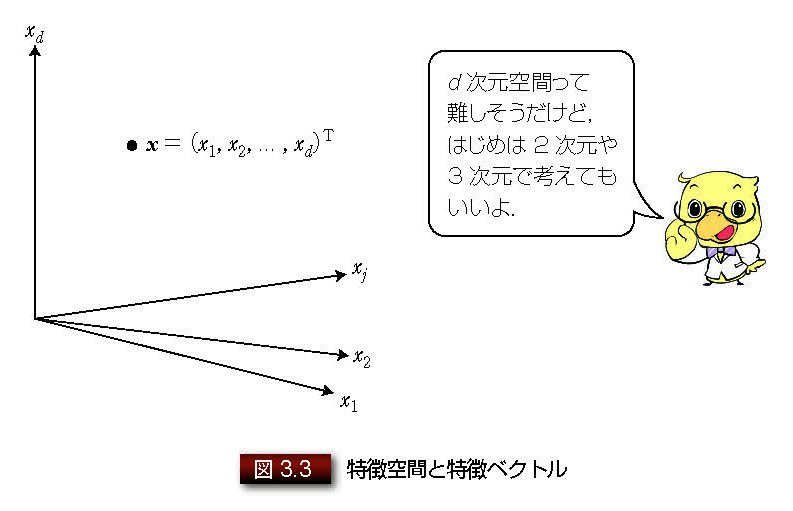 x_d
x = (x_1, x_2, ... , x_d)^T
d 次元空間って
難しそうだけど,
はじめは 2 次元や
3 次元で考えても
いいよ.
x_j
x_2
x_1
図 3.3 特徴空間と特徴ベクトル